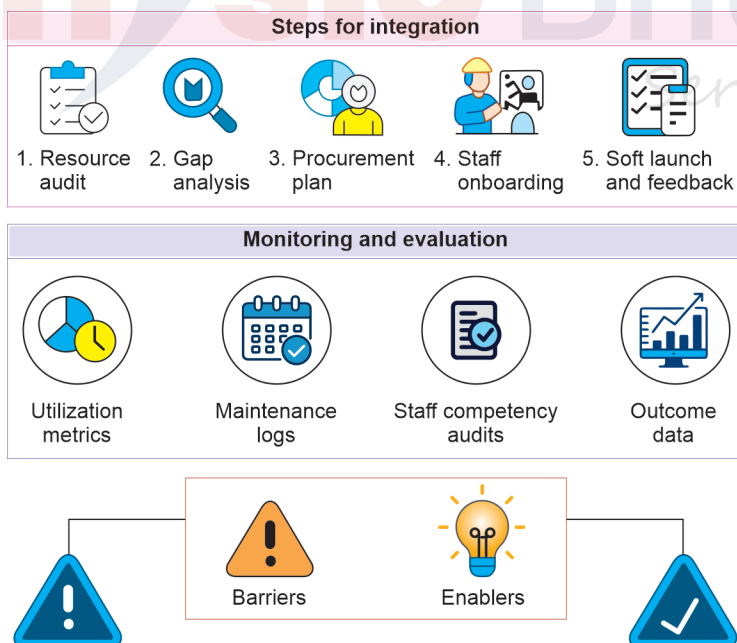 Steps for integration
1. Resource audit
2. Gap analysis
3. Procurement plan
4. Staff onboarding
5. Soft launch and feedback
Monitoring and evaluation
Utilization metrics
Maintenance logs
Staff competency audits
Outcome data
Barriers
Enablers